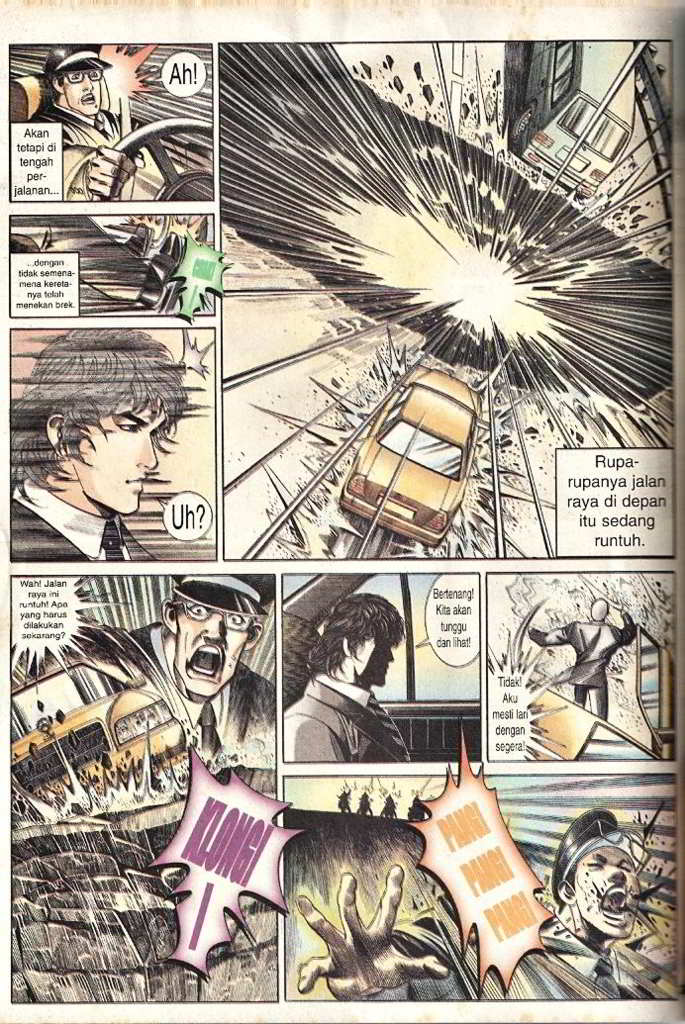 Ah!
Akan
tetapi di
tengah
per-
jalanan...
...dengan
tidak semena-
mena kereta-
nya telah
menekan brek.
Uh?
Rupa-
rupanya jalan
raya di depan
itu sedang
runtuh.
Wah! Jalan
raya ini
runtuh! Apa
yang harus
dilakukan
sekarang?
Bertenang!
Kita akan
tunggu
dan lihat!
Tidak!
Aku
mesti lari
dengan
segera!
KLONG!
!
PANG!
PANG!
PANG!